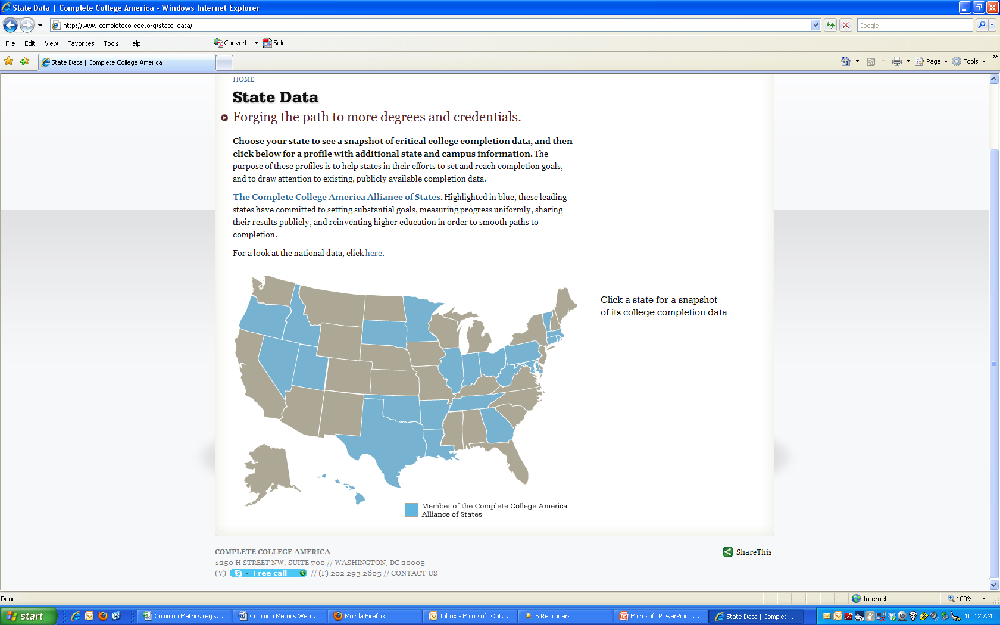 State Data | Complete College America - Windows Internet Explorer
http://www.completecollege.org/state_data/
Google
File Edit View Favorites Tools Help
Convert Select
State Data | Complete College America
Page Tools »
HOME
State Data
Forging the path to more degrees and credentials.
Choose your state to see a snapshot of critical college completion data, and then
click below for a profile with additional state and campus information. The
purpose of these profiles is to help states in their efforts to set and reach completion goals,
and to draw attention to existing, publicly available completion data.
The Complete College America Alliance of States. Highlighted in blue, these leading
states have committed to setting substantial goals, measuring progress uniformly, sharing
their results publicly, and reinventing higher education in order to smooth paths to
completion.
For a look at the national data, click here.
Click a state for a snapshot
of its college completion data.
Member of the Complete College America
Alliance of States
COMPLETE COLLEGE AMERICA
1250 H STREET NW, SUITE 700 // WASHINGTON, DC 20005
(V) Free call // (F) 202 293 2605 // CONTACT US
ShareThis
Done
Internet
100%
start
Common Metrics regis...
Common Metrics Web...
Mozilla Firefox
Inbox - Microsoft Out...
5 Reminders
Microsoft PowerPoint ...
State Data | Complet...
10:12 AM